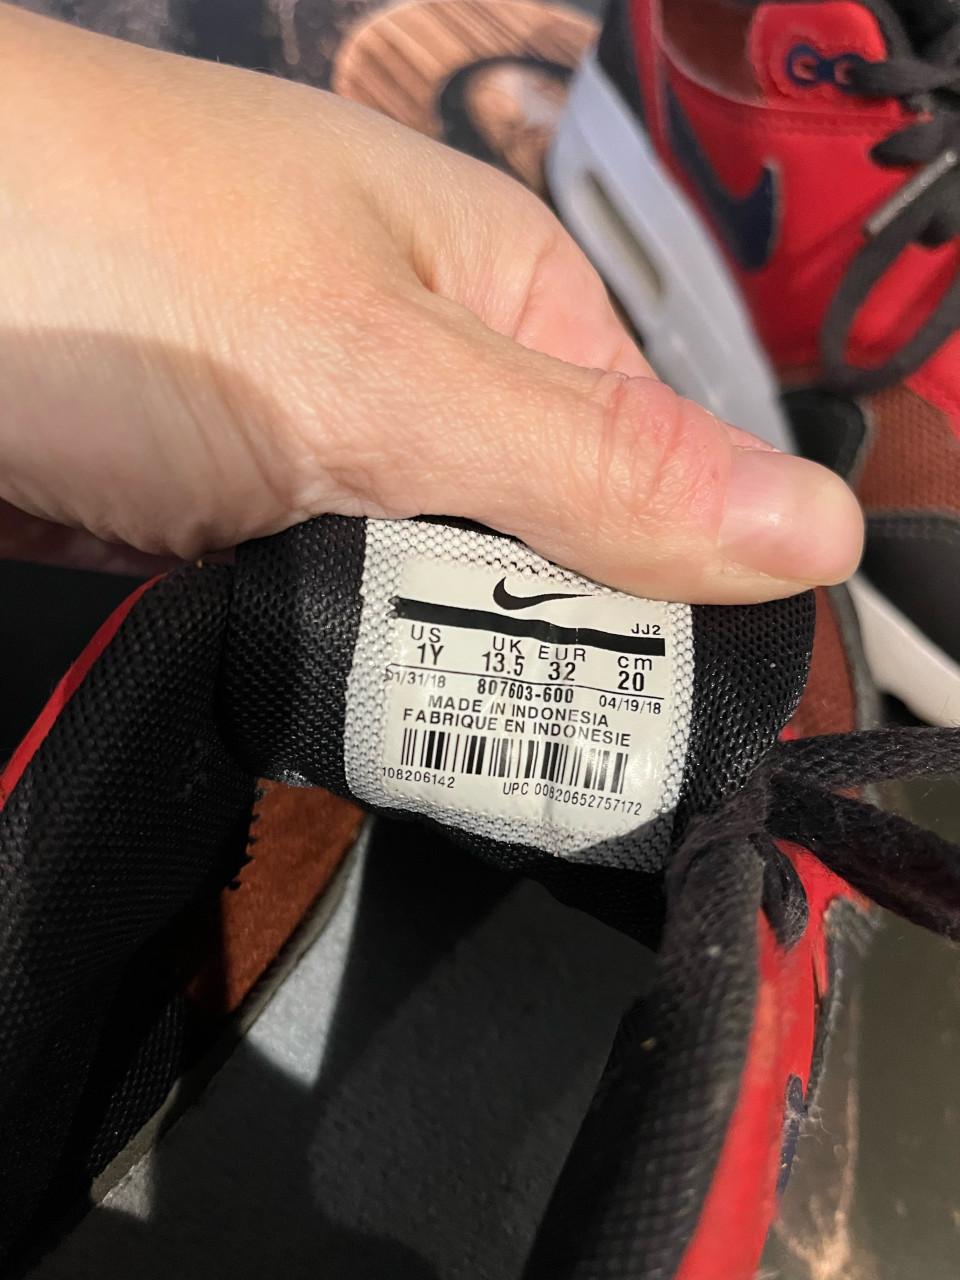 JJ2
US UK EUR cm
1Y 13.5 32 20
01/31/18 807603-600 04/19/18
MADE IN INDONESIA
FABRIQUE EN INDONESIE
108206142 UPC 00820652757172